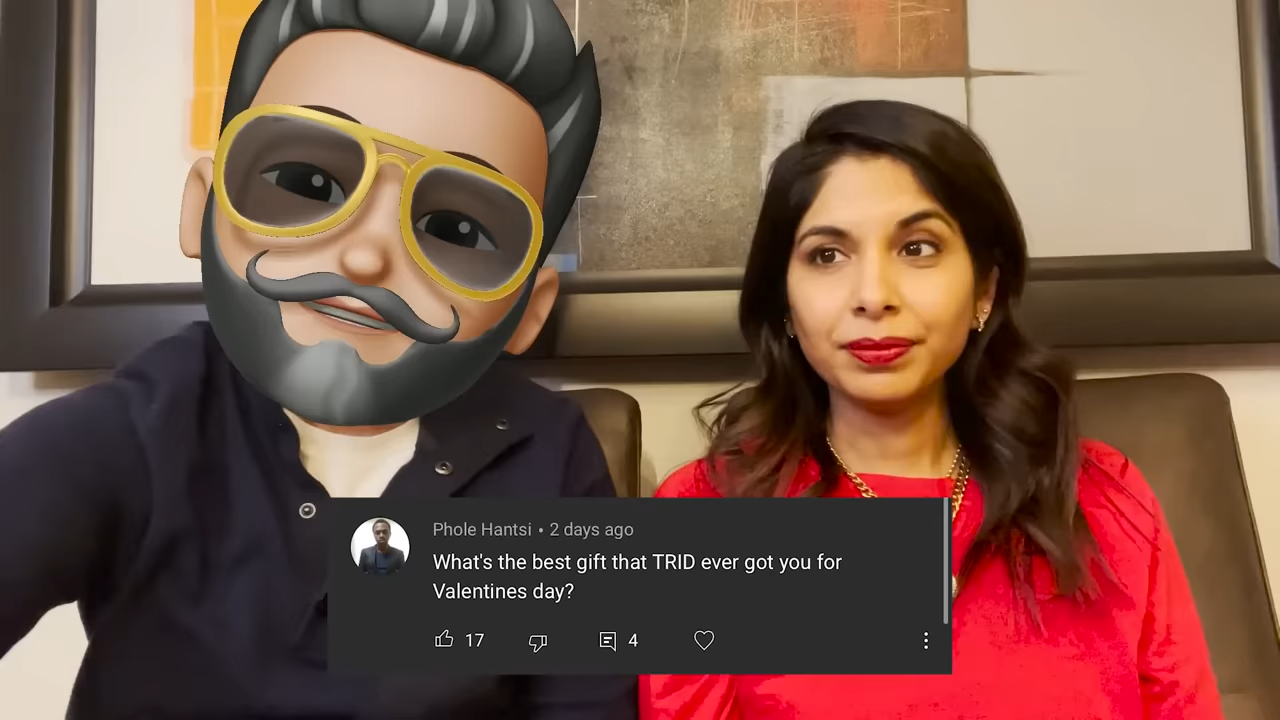 Phole Hantsi • 2 days ago
What's the best gift that TRID ever got you for
Valentines day?
17
4